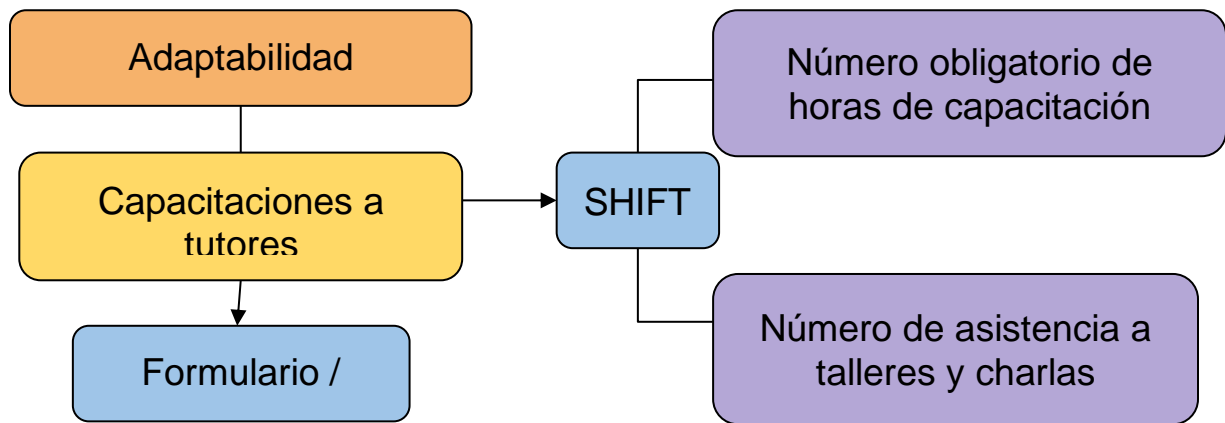 Adaptabilidad
Capacitaciones a
tutores
Formulario /
SHIFT
Número obligatorio de
horas de capacitación
Número de asistencia a
talleres y charlas